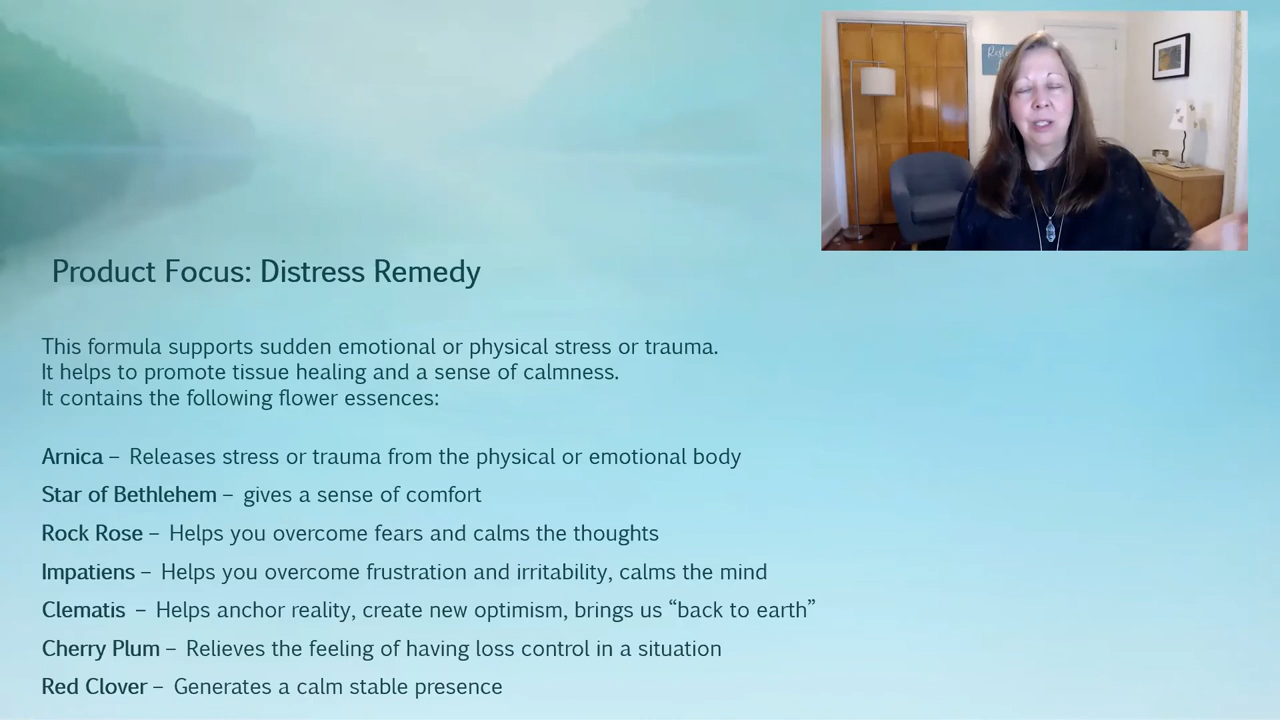 Product Focus: Distress Remedy
This formula supports sudden emotional or physical stress or trauma.
It helps to promote tissue healing and a sense of calmness.
It contains the following flower essences:
Arnica – Releases stress or trauma from the physical or emotional body
Star of Bethlehem – gives a sense of comfort
Rock Rose – Helps you overcome fears and calms the thoughts
Impatiens – Helps you overcome frustration and irritability, calms the mind
Clematis – Helps anchor reality, create new optimism, brings us “back to earth”
Cherry Plum – Relieves the feeling of having loss control in a situation
Red Clover – Generates a calm stable presence